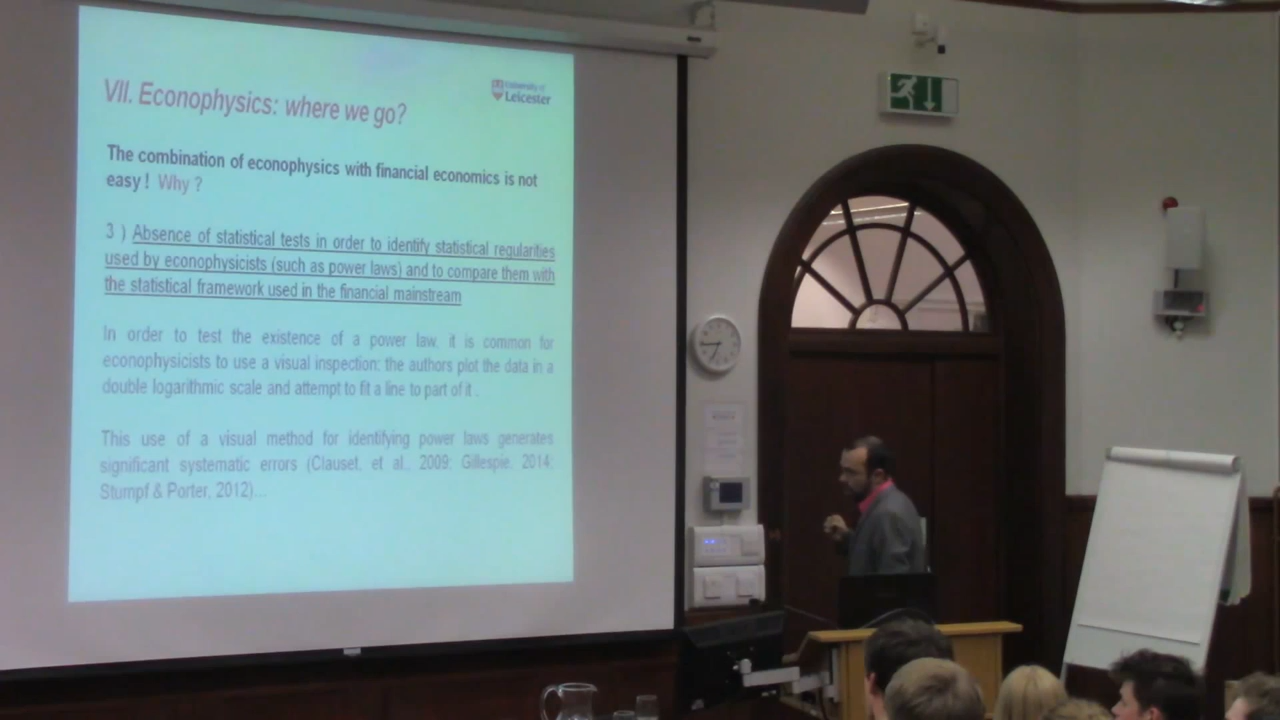 VII. Econophysics: where we go?
University of
Leicester
The combination of econophysics with financial economics is not
easy! Why ?
3 ) Absence of statistical tests in order to identify statistical regularities
used by econophysicists (such as power laws) and to compare them with
the statistical framework used in the financial mainstream
In order to test the existence of a power law, it is common for
econophysicists to use a visual inspection: the authors plot the data in a
double logarithmic scale and attempt to fit a line to part of it .
This use of a visual method for identifying power laws generates
significant systematic errors (Clauset, et al., 2009; Gillespie, 2014;
Stumpf & Porter, 2012)...